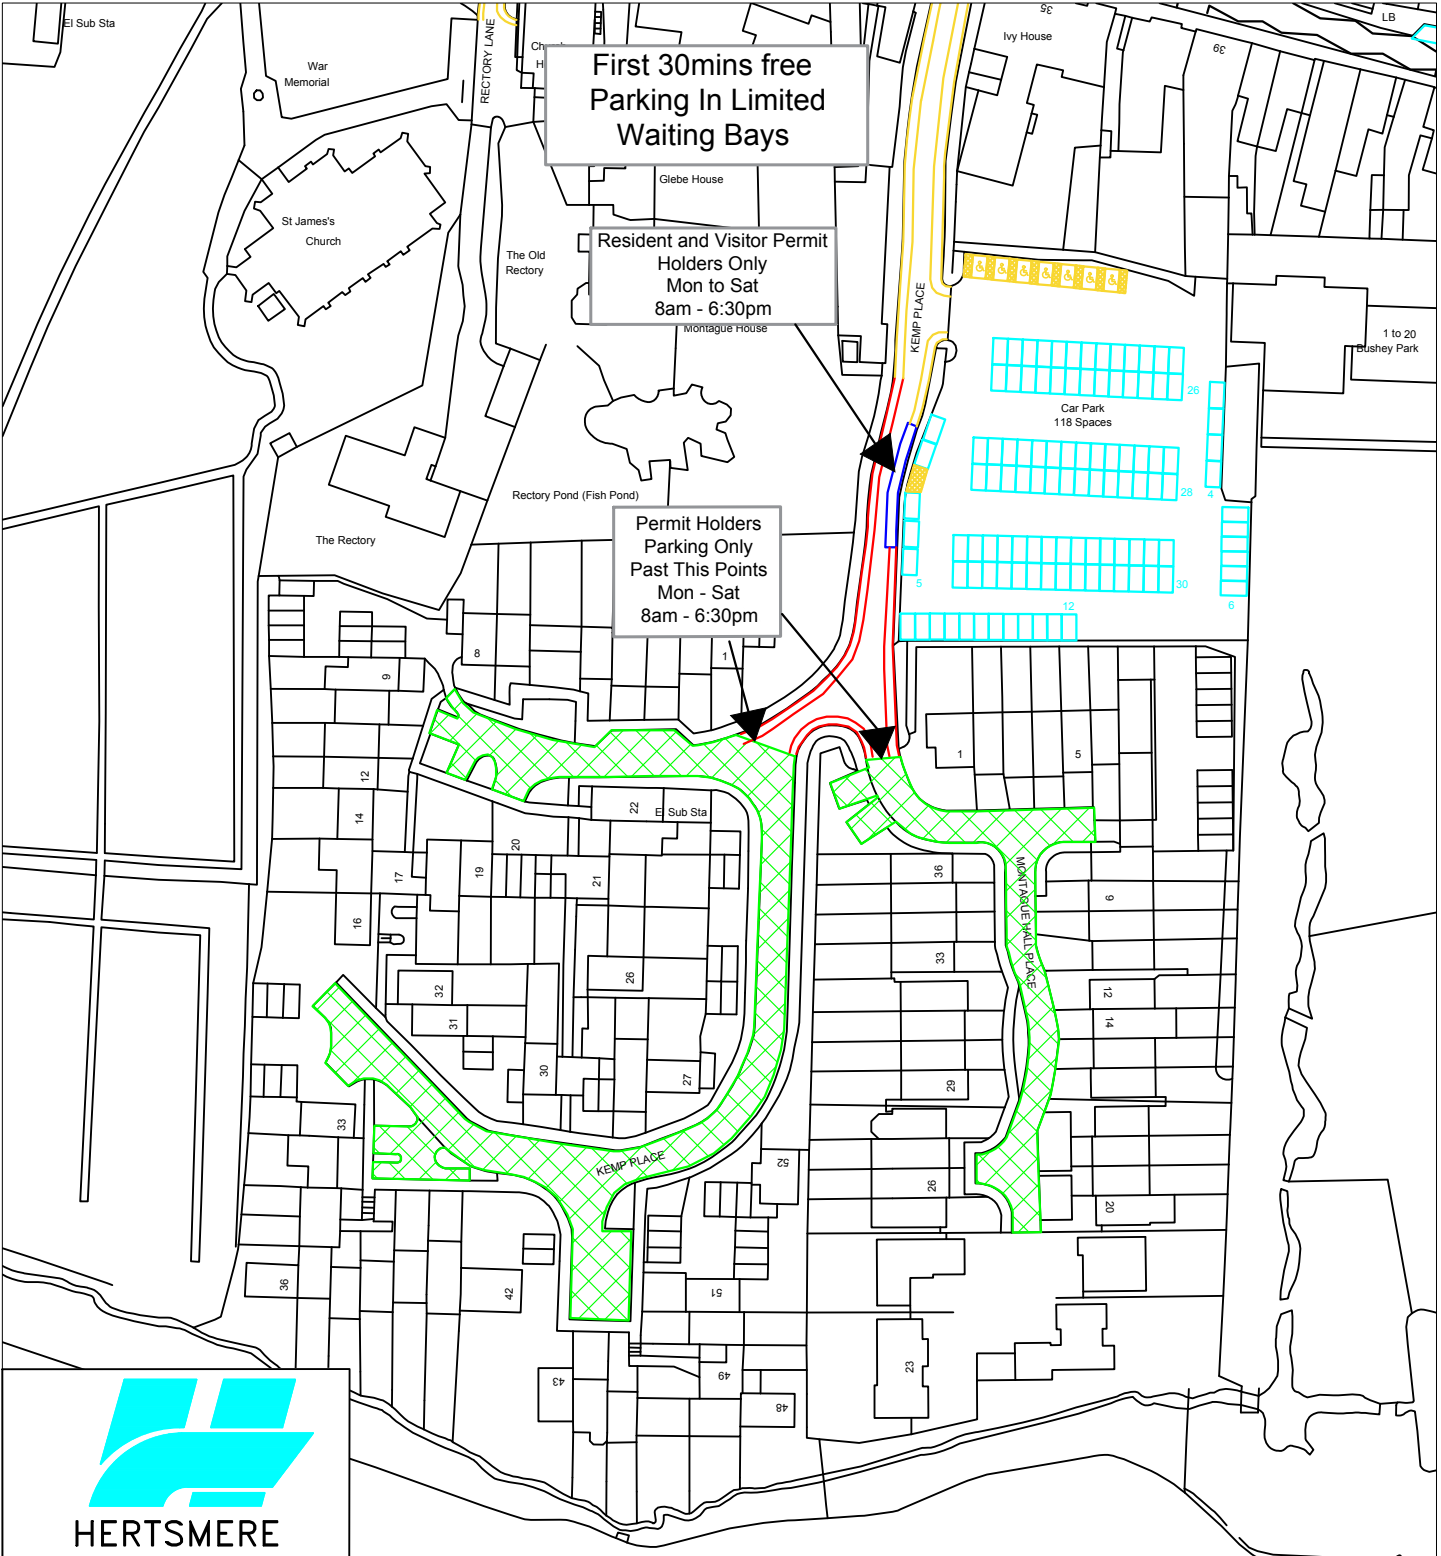 El Sub Sta
War
Memorial
RECTORY LANE
35
Ivy House
39
LB
First 30mins free
Parking In Limited
Waiting Bays
Glebe House
St James's
Church
The Old
Rectory
Resident and Visitor Permit
Holders Only
Mon to Sat
8am - 6:30pm
Montague House
KEMP PLACE
1 to 20
Bushey Park
26
Car Park
118 Spaces
28
4
Rectory Pond (Fish Pond)
The Rectory
Permit Holders
Parking Only
Past This Points
Mon - Sat
8am - 6:30pm
5
30
12
6
8
1
9
1
5
12
14
22
El Sub Sta
20
17
19
21
16
36
9
MONTAGUE HALL PLACE
33
26
32
31
12
14
30
27
29
33
KEMP PLACE
52
26
20
36
42
51
43
49
48
23
HERTSMERE